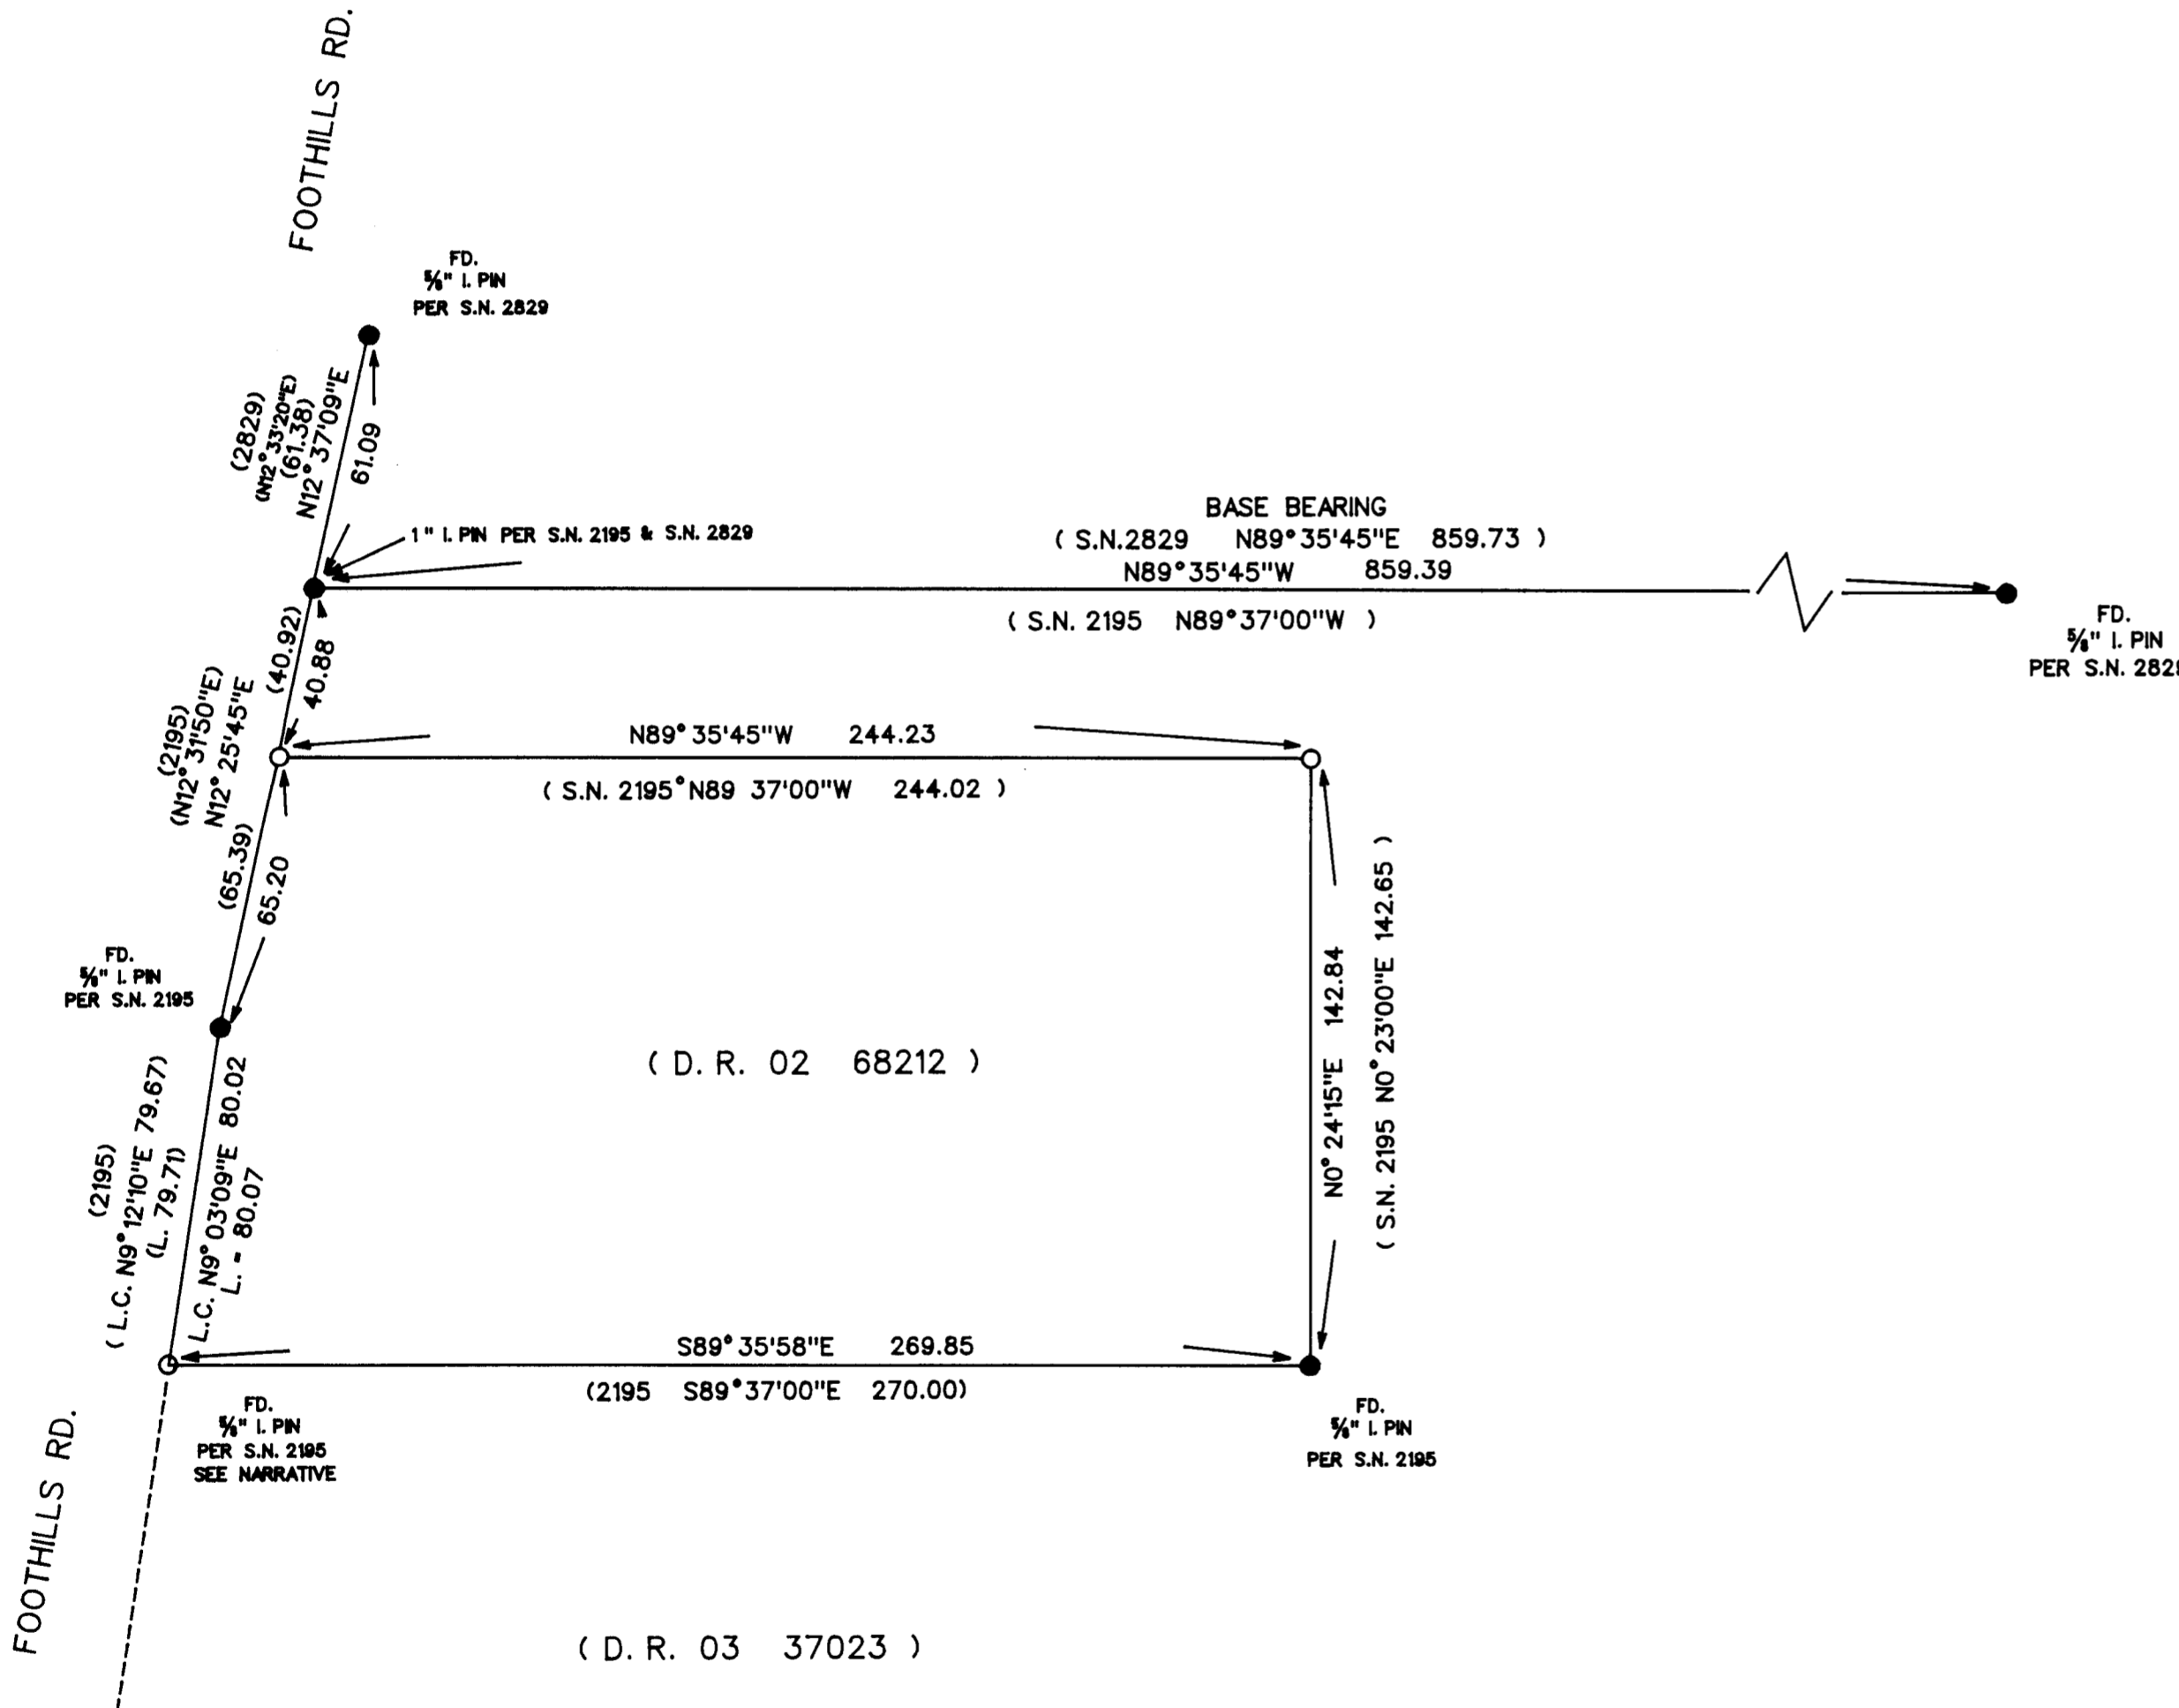 FOOTHILLS RD.
FD.
5/8" I. PIN
PER S.N. 2829
(2829)
(N12°33'20"E)
(61.38)
N12°37'09"E
61.09
1" I. PIN PER S.N. 2195 & S.N. 2829
BASE BEARING
( S.N.2829 N89°35'45"E 859.73 )
N89°35'45"W 859.39
( S.N. 2195 N89°37'00"W )
FD.
5/8" I. PIN
PER S.N. 2829
(40.92)
40.88
(2195)
(N12°31'50"E)
N12°25'45"E
N89°35'45"W 244.23
( S.N. 2195°N89 37'00"W 244.02 )
(65.39)
65.20
FD.
5/8" I. PIN
PER S.N. 2195
N0°24'15"E 142.84
( S.N. 2195 N0°23'00"E 142.65 )
( D. R. 02 68212 )
(2195)
( L.C. N9°12'10"E 79.67)
(L. 79.71)
L.C. N9°03'09"E 80.02
L. = 80.07
S89°35'58"E 269.85
(2195 S89°37'00"E 270.00)
FD.
5/8" I. PIN
PER S.N. 2195
SEE NARRATIVE
FD.
5/8" I. PIN
PER S.N. 2195
FOOTHILLS RD.
( D. R. 03 37023 )